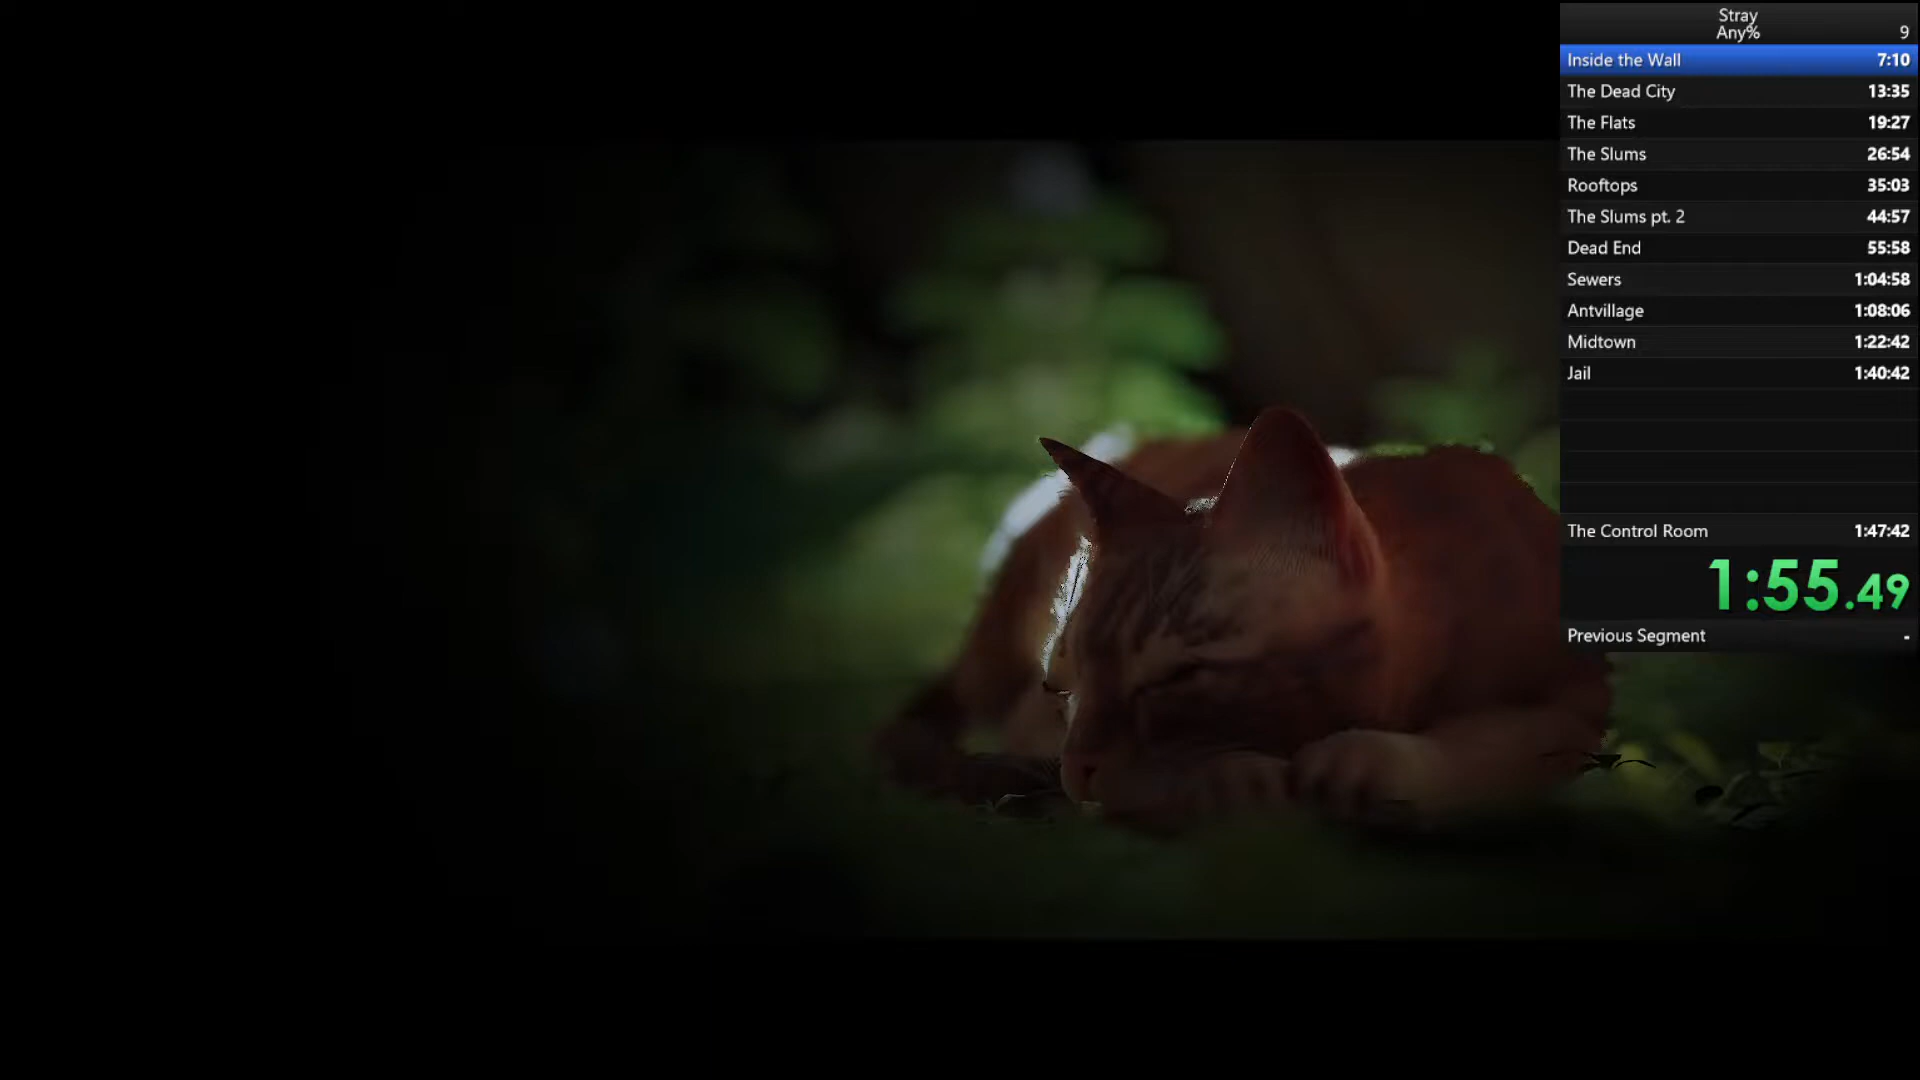 Stray
Any%
9
Inside the Wall 7:10
The Dead City 13:35
The Flats 19:27
The Slums 26:54
Rooftops 35:03
The Slums pt. 2 44:57
Dead End 55:58
Sewers 1:04:58
Antvillage 1:08:06
Midtown 1:22:42
Jail 1:40:42
The Control Room 1:47:42
1:55.49
Previous Segment -